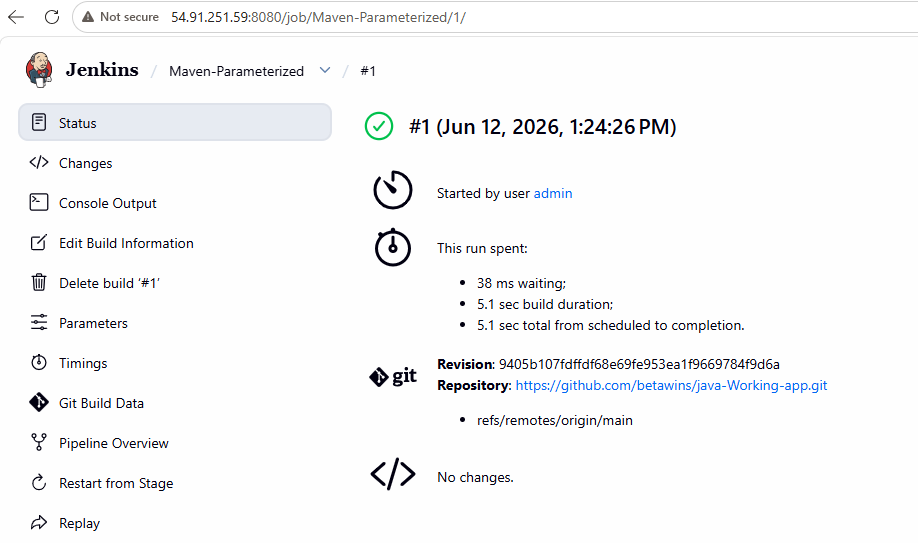 Not secure 54.91.251.59:8080/job/Maven-Parameterized/1/
Jenkins / Maven-Parameterized / #1
Status
Changes
Console Output
Edit Build Information
Delete build ‘#1’
Parameters
Timings
Git Build Data
Pipeline Overview
Restart from Stage
Replay
#1 (Jun 12, 2026, 1:24:26 PM)
Started by user admin
This run spent:
• 38 ms waiting;
• 5.1 sec build duration;
• 5.1 sec total from scheduled to completion.
git
Revision: 9405b107fdffdf68e69fe953ea1f9669784f9d6a
Repository: https://github.com/betawins/java-Working-app.git
• refs/remotes/origin/main
</> No changes.